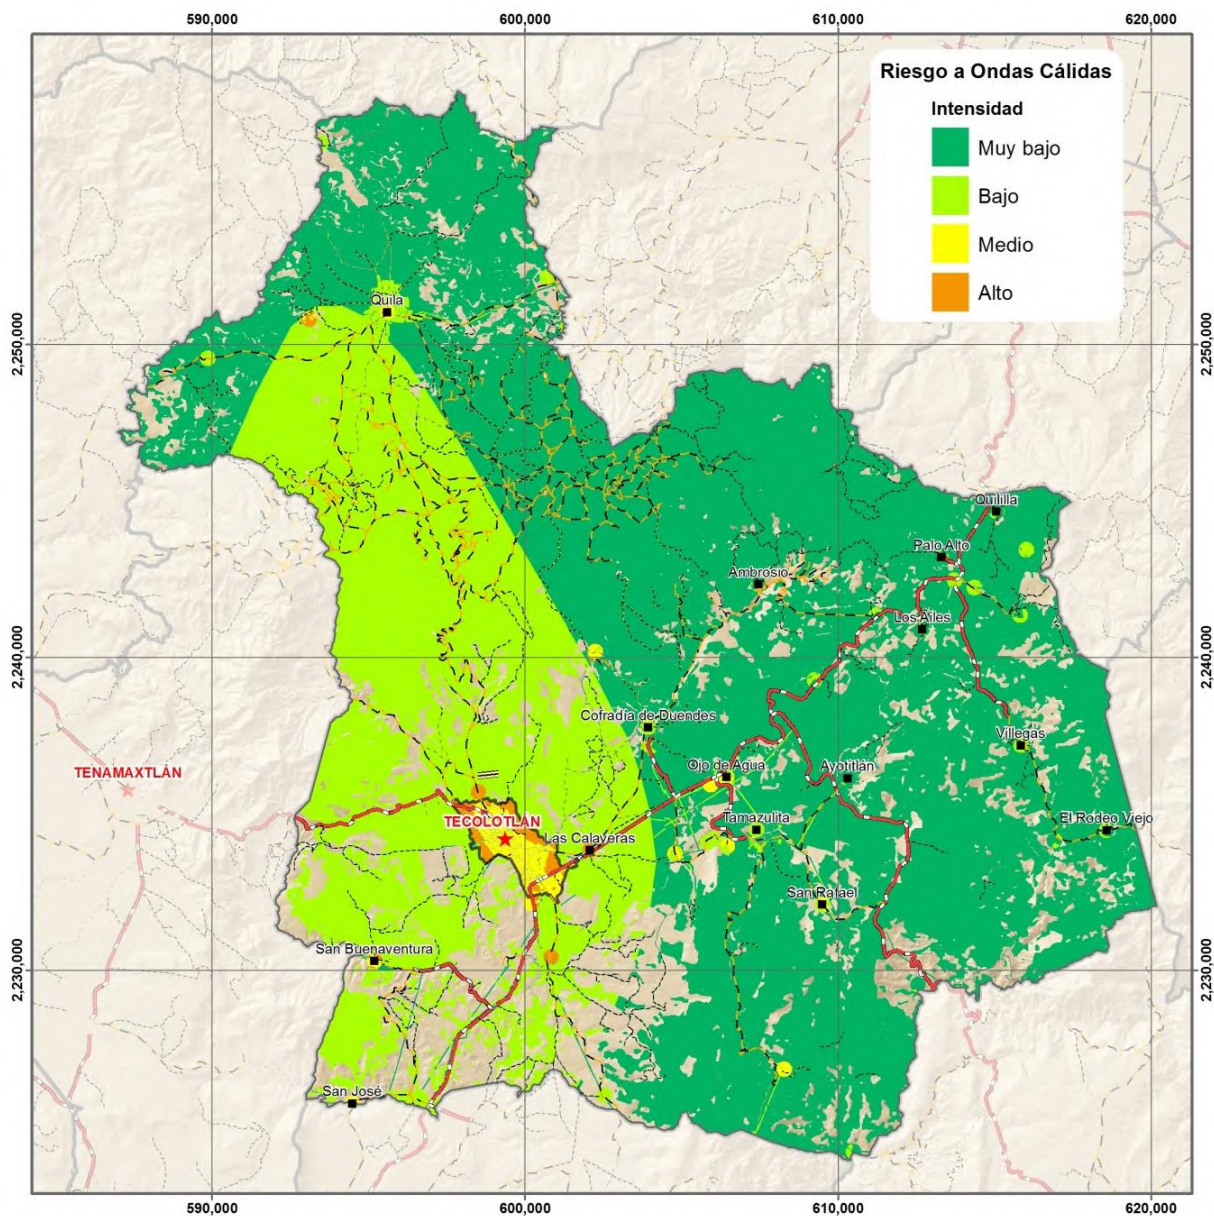 590,000 600,000 610,000 620,000
Riesgo a Ondas Cálidas
Intensidad
Muy bajo
Bajo
Medio
Alto
Quila
2,250,000 2,250,000
Quililla
Palo Alto
Ambrosio
Los Ailes
2,240,000 2,240,000
Cofradía de Duendes
Villegas
TENAMAXTLÁN
Ojo de Agua
Ayotitlán
TECOLOTLÁN
Tamazulita
El Rodeo Viejo
Las Calaveras
San Rafael
San Buenaventura
2,230,000 2,230,000
San José
590,000 600,000 610,000 620,000